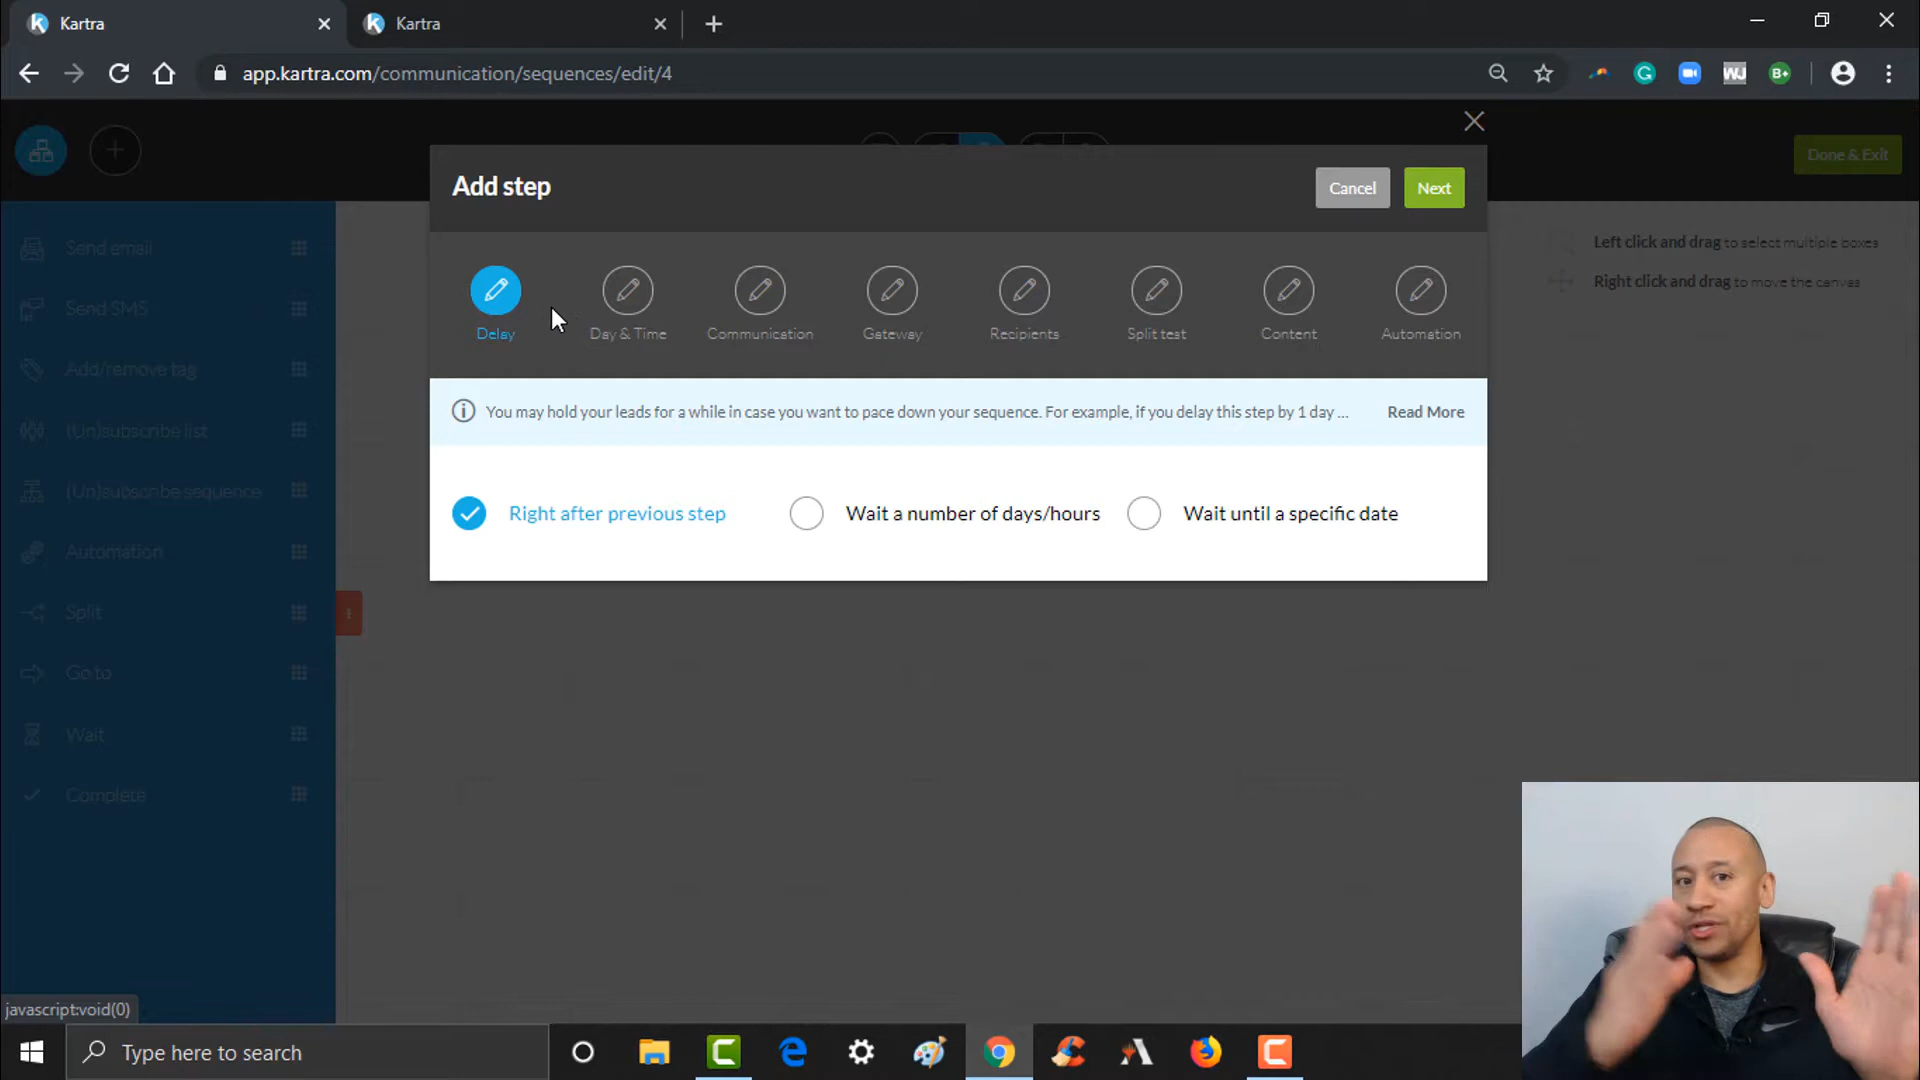 Kartra
Kartra
app.kartra.com/communication/sequences/edit/4
WJ
B+
Done & Exit
Add step
Cancel
Next
Delay
Day & Time
Communication
Gateway
Recipients
Split test
Content
Automation
You may hold your leads for a while in case you want to pace down your sequence. For example, if you delay this step by 1 day ...
Read More
Right after previous step
Wait a number of days/hours
Wait until a specific date
Send email
Send SMS
Add/remove tag
(Un)subscribe list
(Un)subscribe sequence
Automation
Split
Go to
Wait
Complete
Left click and drag to select multiple boxes
Right click and drag to move the canvas
javascript:void(0)
Type here to search